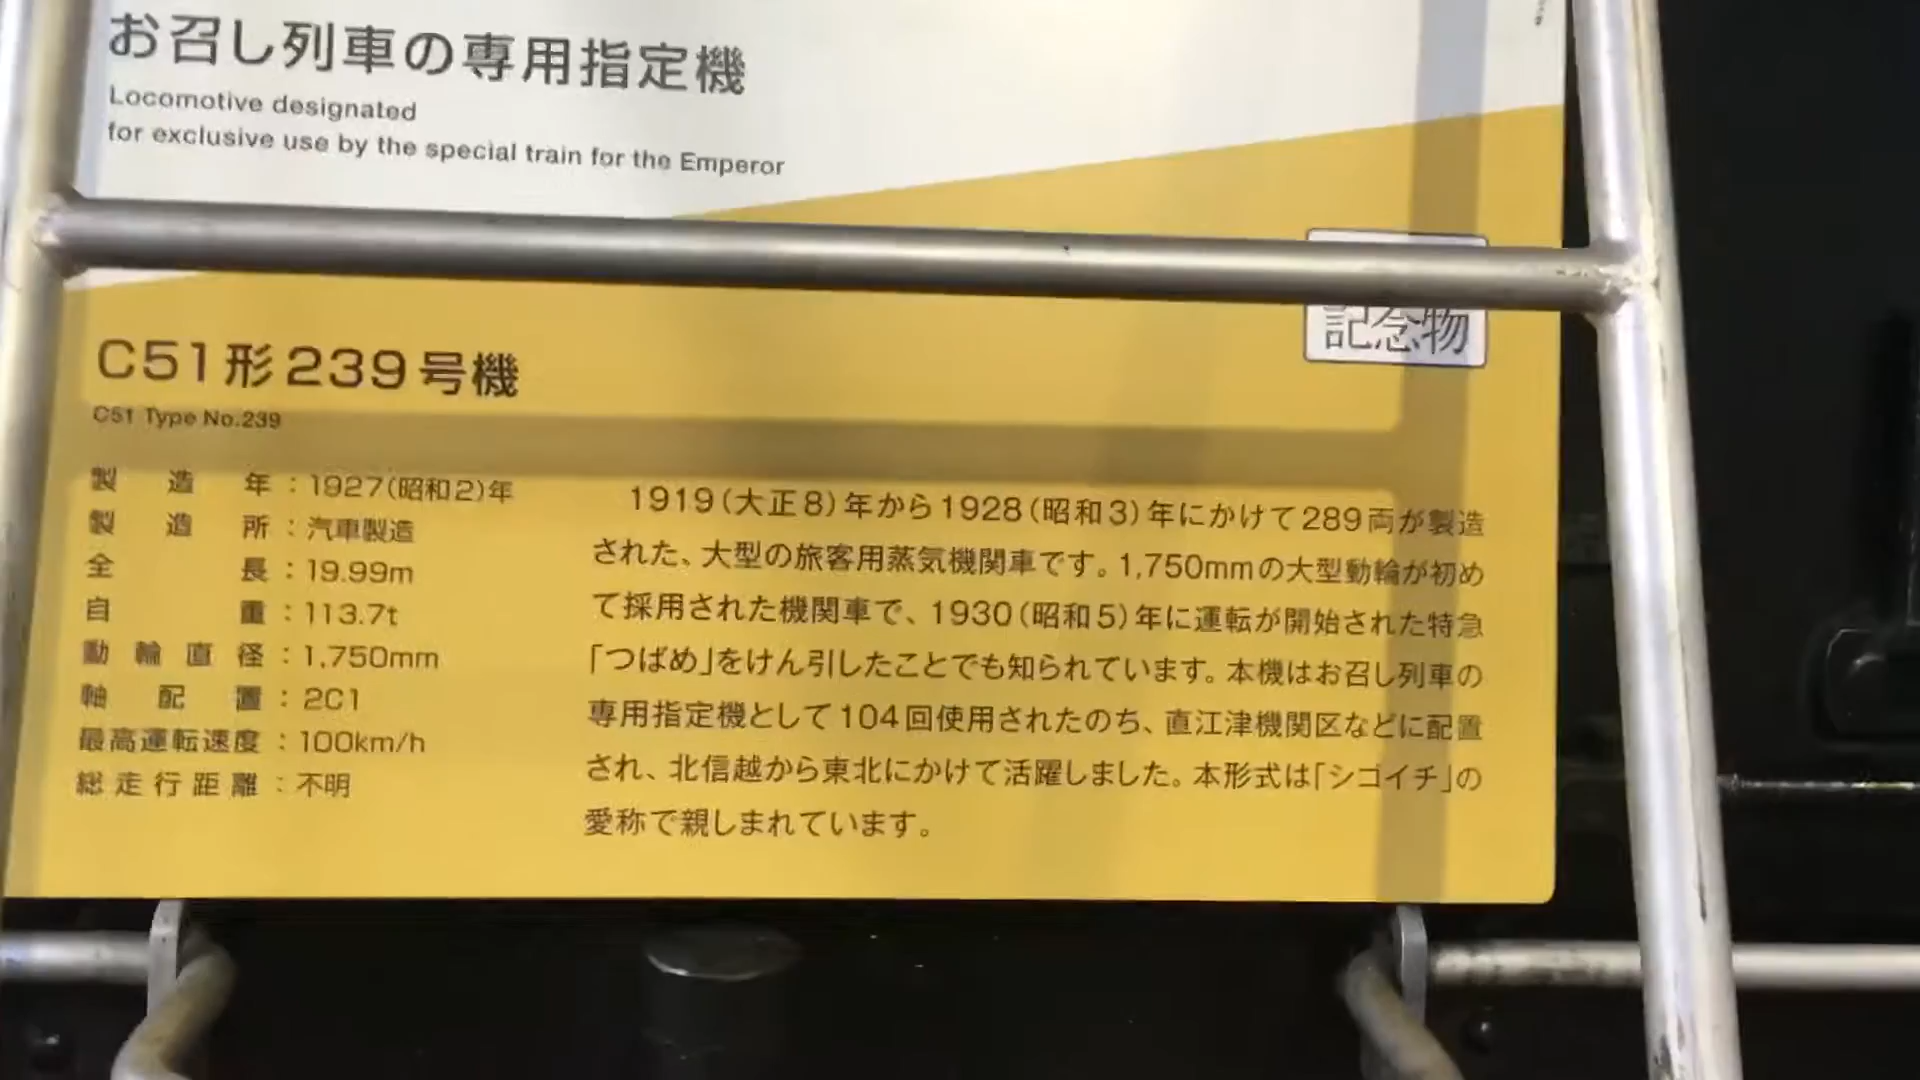 お召し列車の専用指定機
Locomotive designated
for exclusive use by the special train for the Emperor
記念物
C51形239号機
C51 Type No.239
製造年：1927(昭和2)年
製造所：汽車製造
全長：19.99m
自重：113.7t
動輪直径：1,750mm
軸配置：2C1
最高運転速度：100km/h
総走行距離：不明
1919(大正8)年から1928(昭和3)年にかけて289両が製造
された、大型の旅客用蒸気機関車です。1,750mmの大型動輪が初め
て採用された機関車で、1930(昭和5)年に運転が開始された特急
「つばめ」をけん引したことでも知られています。本機はお召し列車の
専用指定機として104回使用されたのち、直江津機関区などに配置
され、北信越から東北にかけて活躍しました。本形式は「シゴイチ」の
愛称で親しまれています。